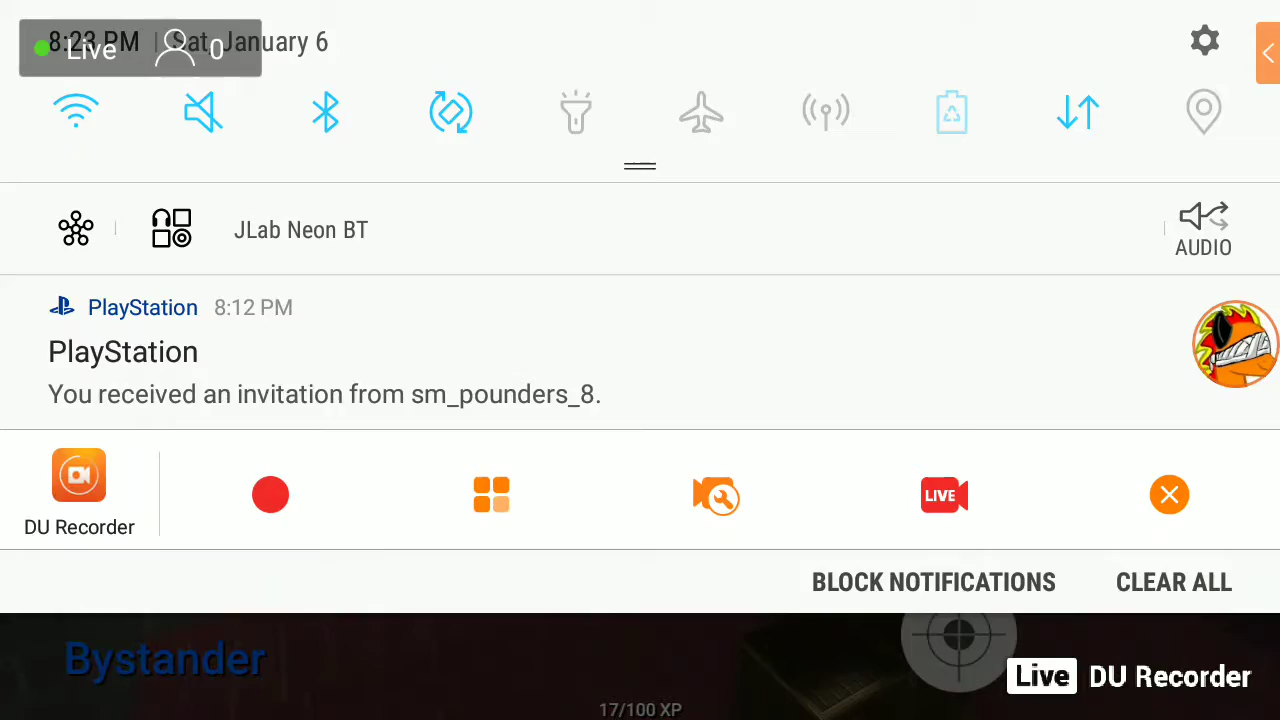 8:23 PM | Sat, January 6
Live 0
JLab Neon BT
AUDIO
PlayStation 8:12 PM
PlayStation
You received an invitation from sm_pounders_8.
LIVE
DU Recorder
BLOCK NOTIFICATIONS CLEAR ALL
Bystander
Live DU Recorder
17/100 XP